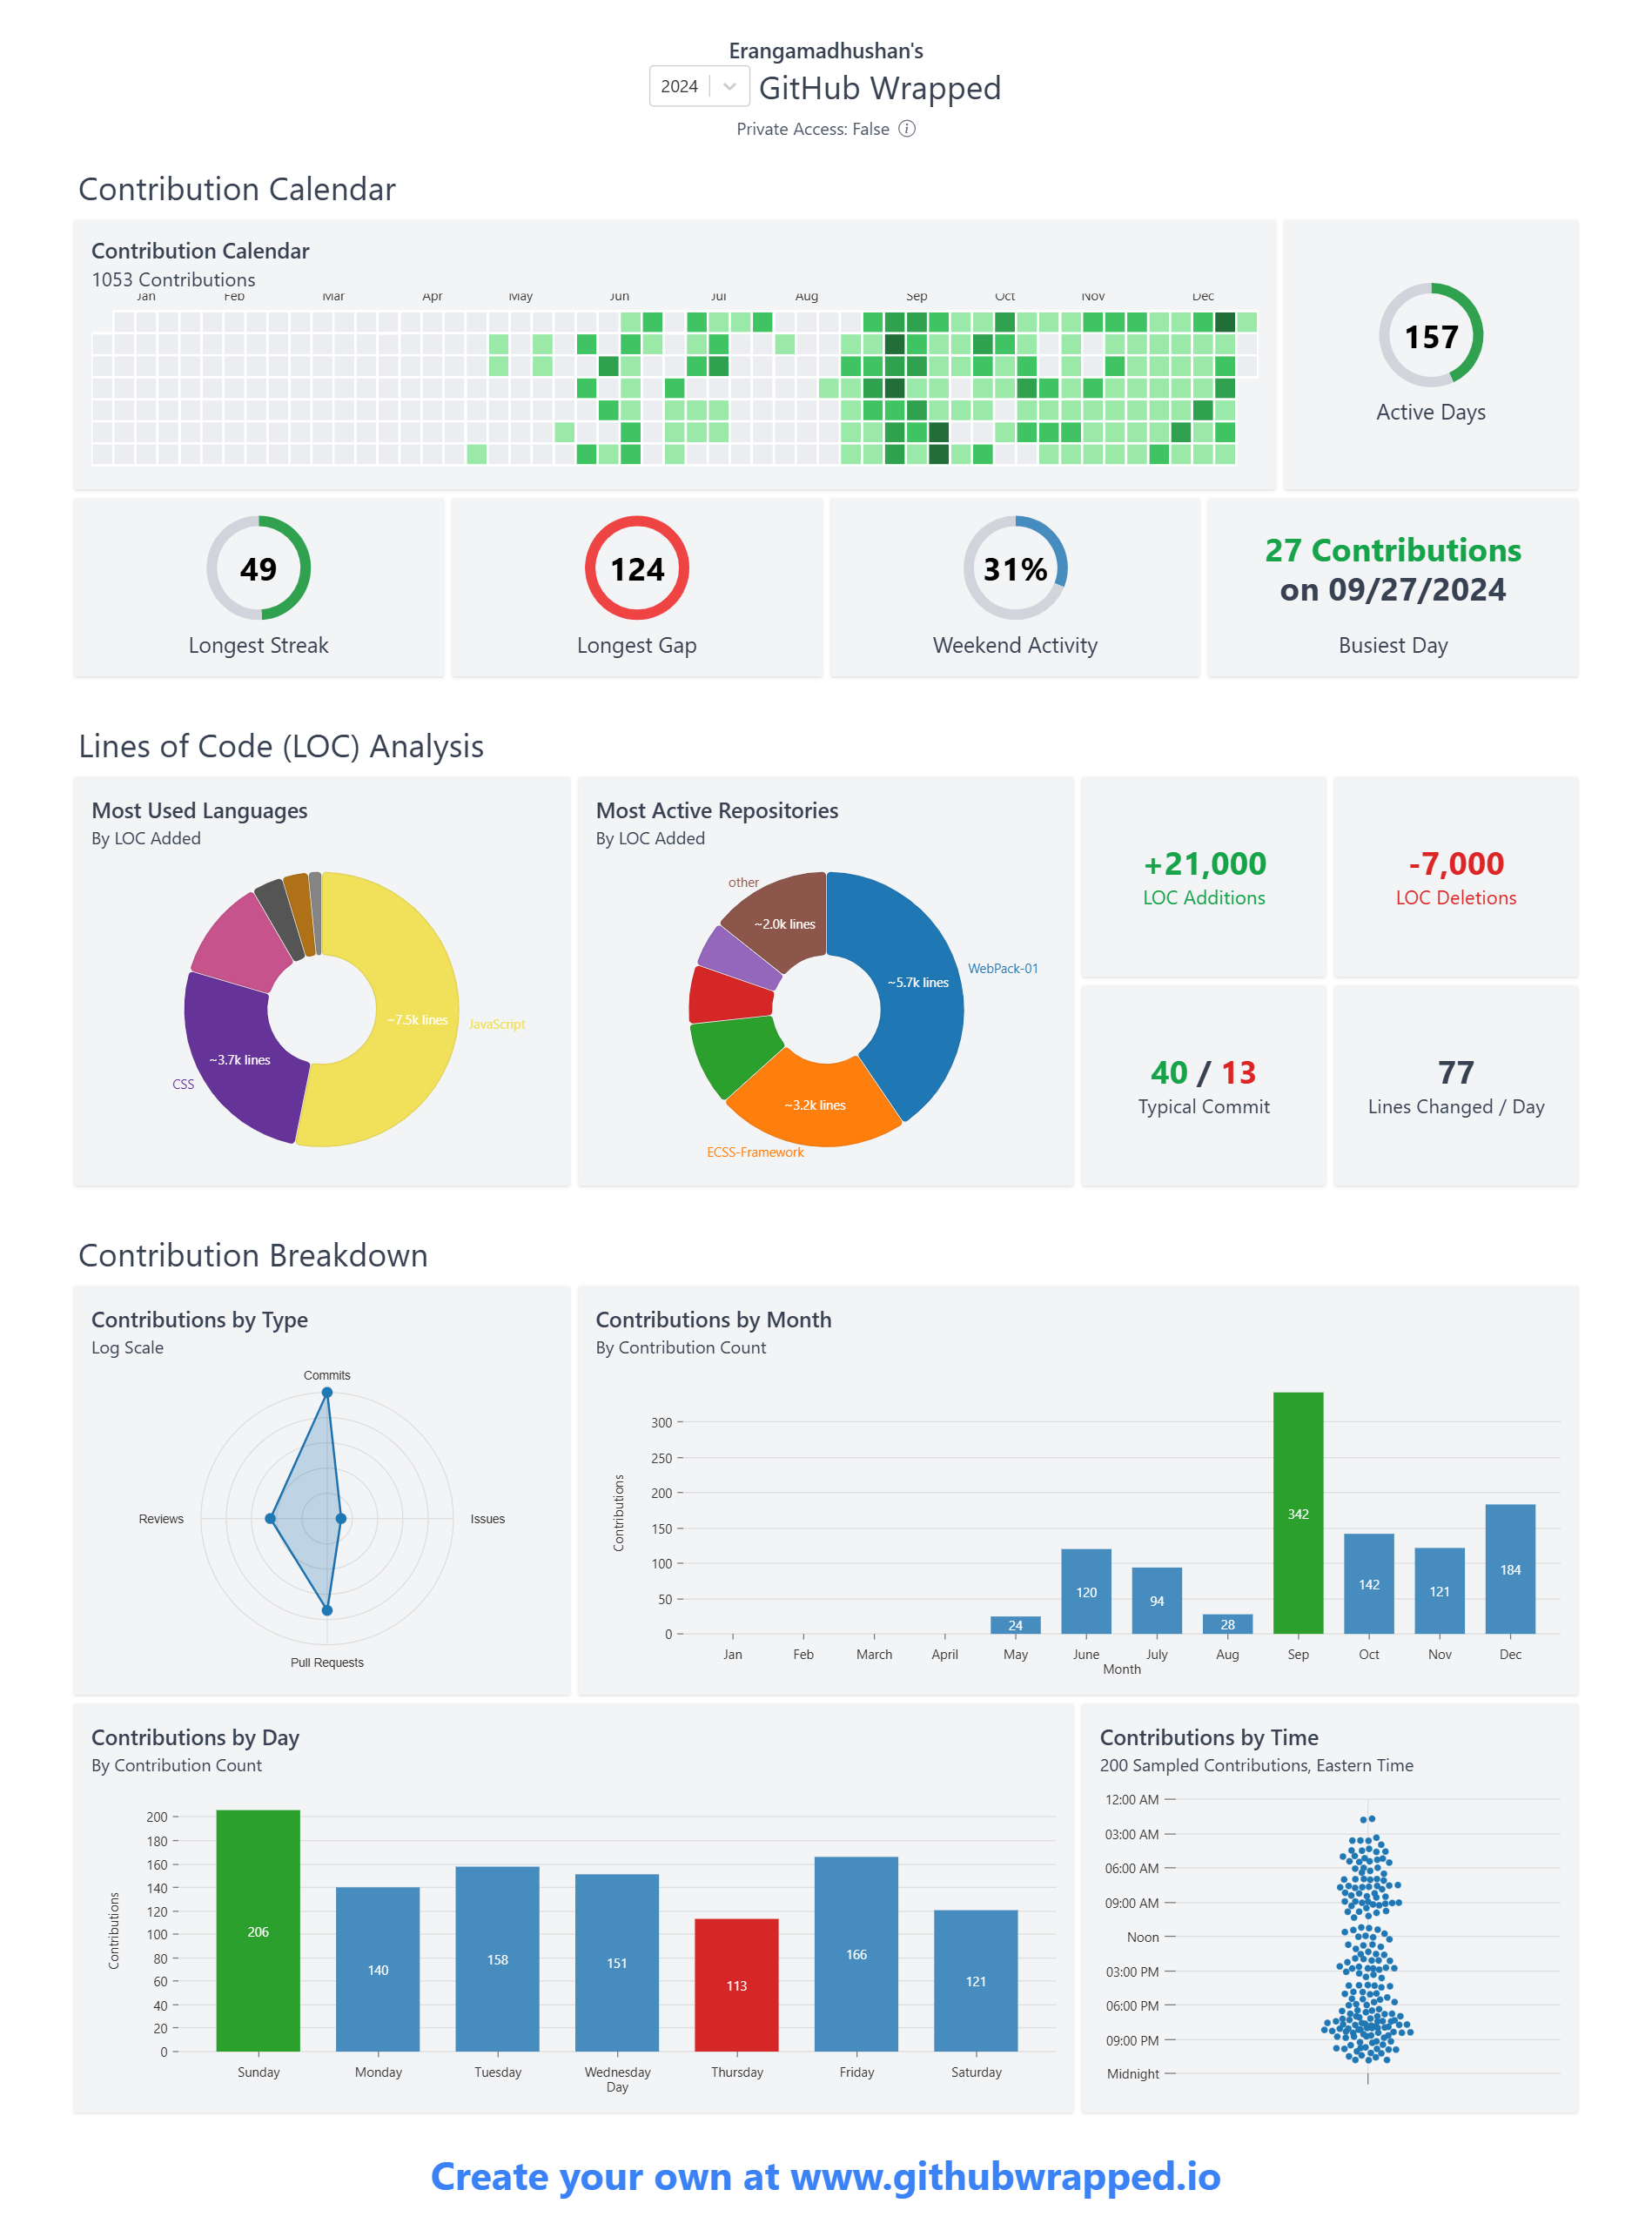 Erangamadhushan's
2024 GitHub Wrapped
Private Access: False
Contribution Calendar
Contribution Calendar
1053 Contributions
Jan Feb Mar Apr May Jun Jul Aug Sep Oct Nov Dec
157
Active Days
49
Longest Streak
124
Longest Gap
31%
Weekend Activity
27 Contributions
on 09/27/2024
Busiest Day
Lines of Code (LOC) Analysis
Most Used Languages
By LOC Added
~7.5k lines
JavaScript
~3.7k lines
CSS
Most Active Repositories
By LOC Added
other
~2.0k lines
WebPack-01
~5.7k lines
~3.2k lines
ECSS-Framework
+21,000
LOC Additions
-7,000
LOC Deletions
40 / 13
Typical Commit
77
Lines Changed / Day
Contribution Breakdown
Contributions by Type
Log Scale
Commits
Reviews
Issues
Pull Requests
Contributions by Month
By Contribution Count
Contributions
300
250
200
150
100
50
0
24
120
94
28
342
142
121
184
Jan Feb March April May June July Aug Sep Oct Nov Dec
Month
Contributions by Day
By Contribution Count
Contributions
200
180
160
140
120
100
80
60
40
20
0
206
140
158
151
113
166
121
Sunday Monday Tuesday Wednesday Thursday Friday Saturday
Day
Contributions by Time
200 Sampled Contributions, Eastern Time
12:00 AM
03:00 AM
06:00 AM
09:00 AM
Noon
03:00 PM
06:00 PM
09:00 PM
Midnight
Create your own at www.githubwrapped.io